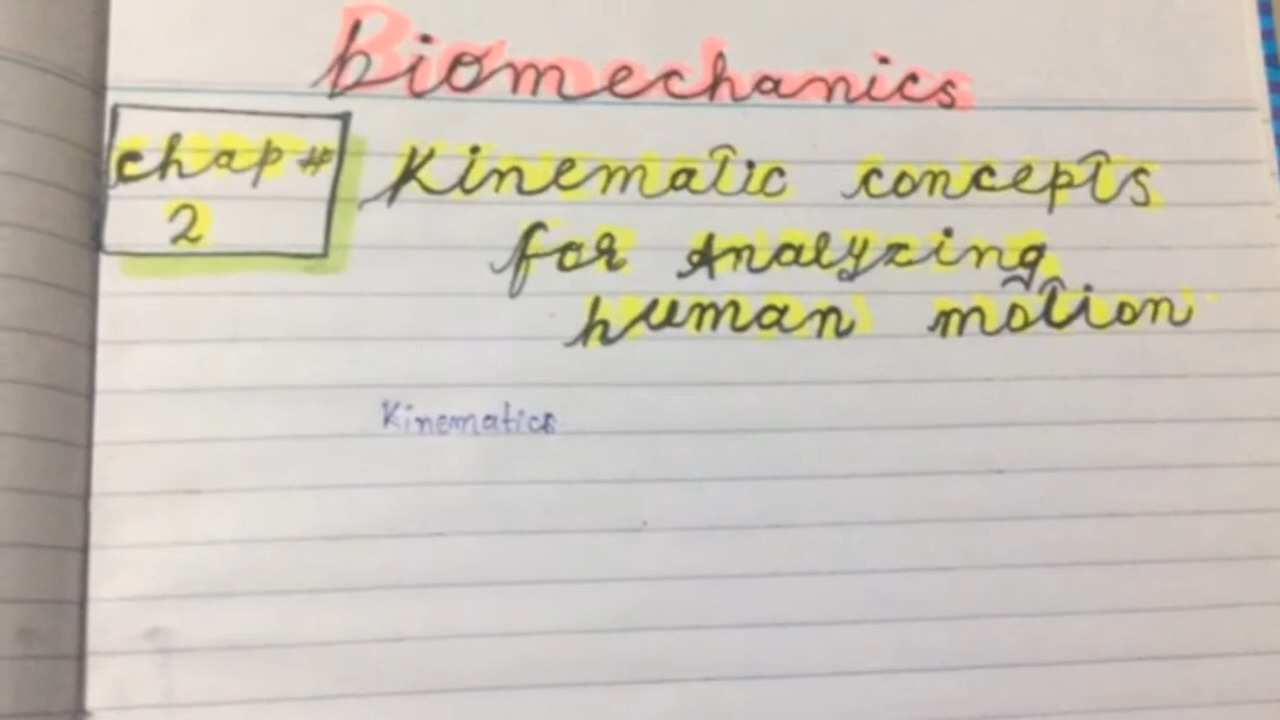 Biomechanics
chap #
2
Kinematic concepts
for Analyzing
human motion
Kinematics